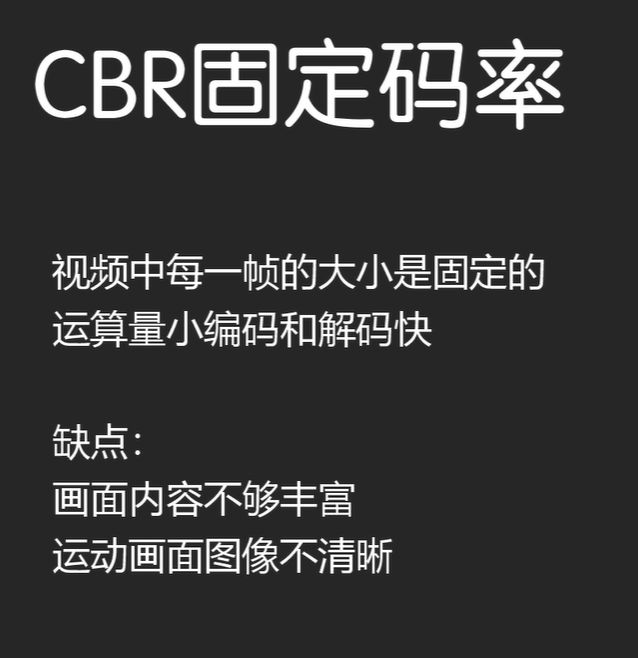 CBR固定码率
视频中每一帧的大小是固定的
运算量小编码和解码快
缺点：
画面内容不够丰富
运动画面图像不清晰